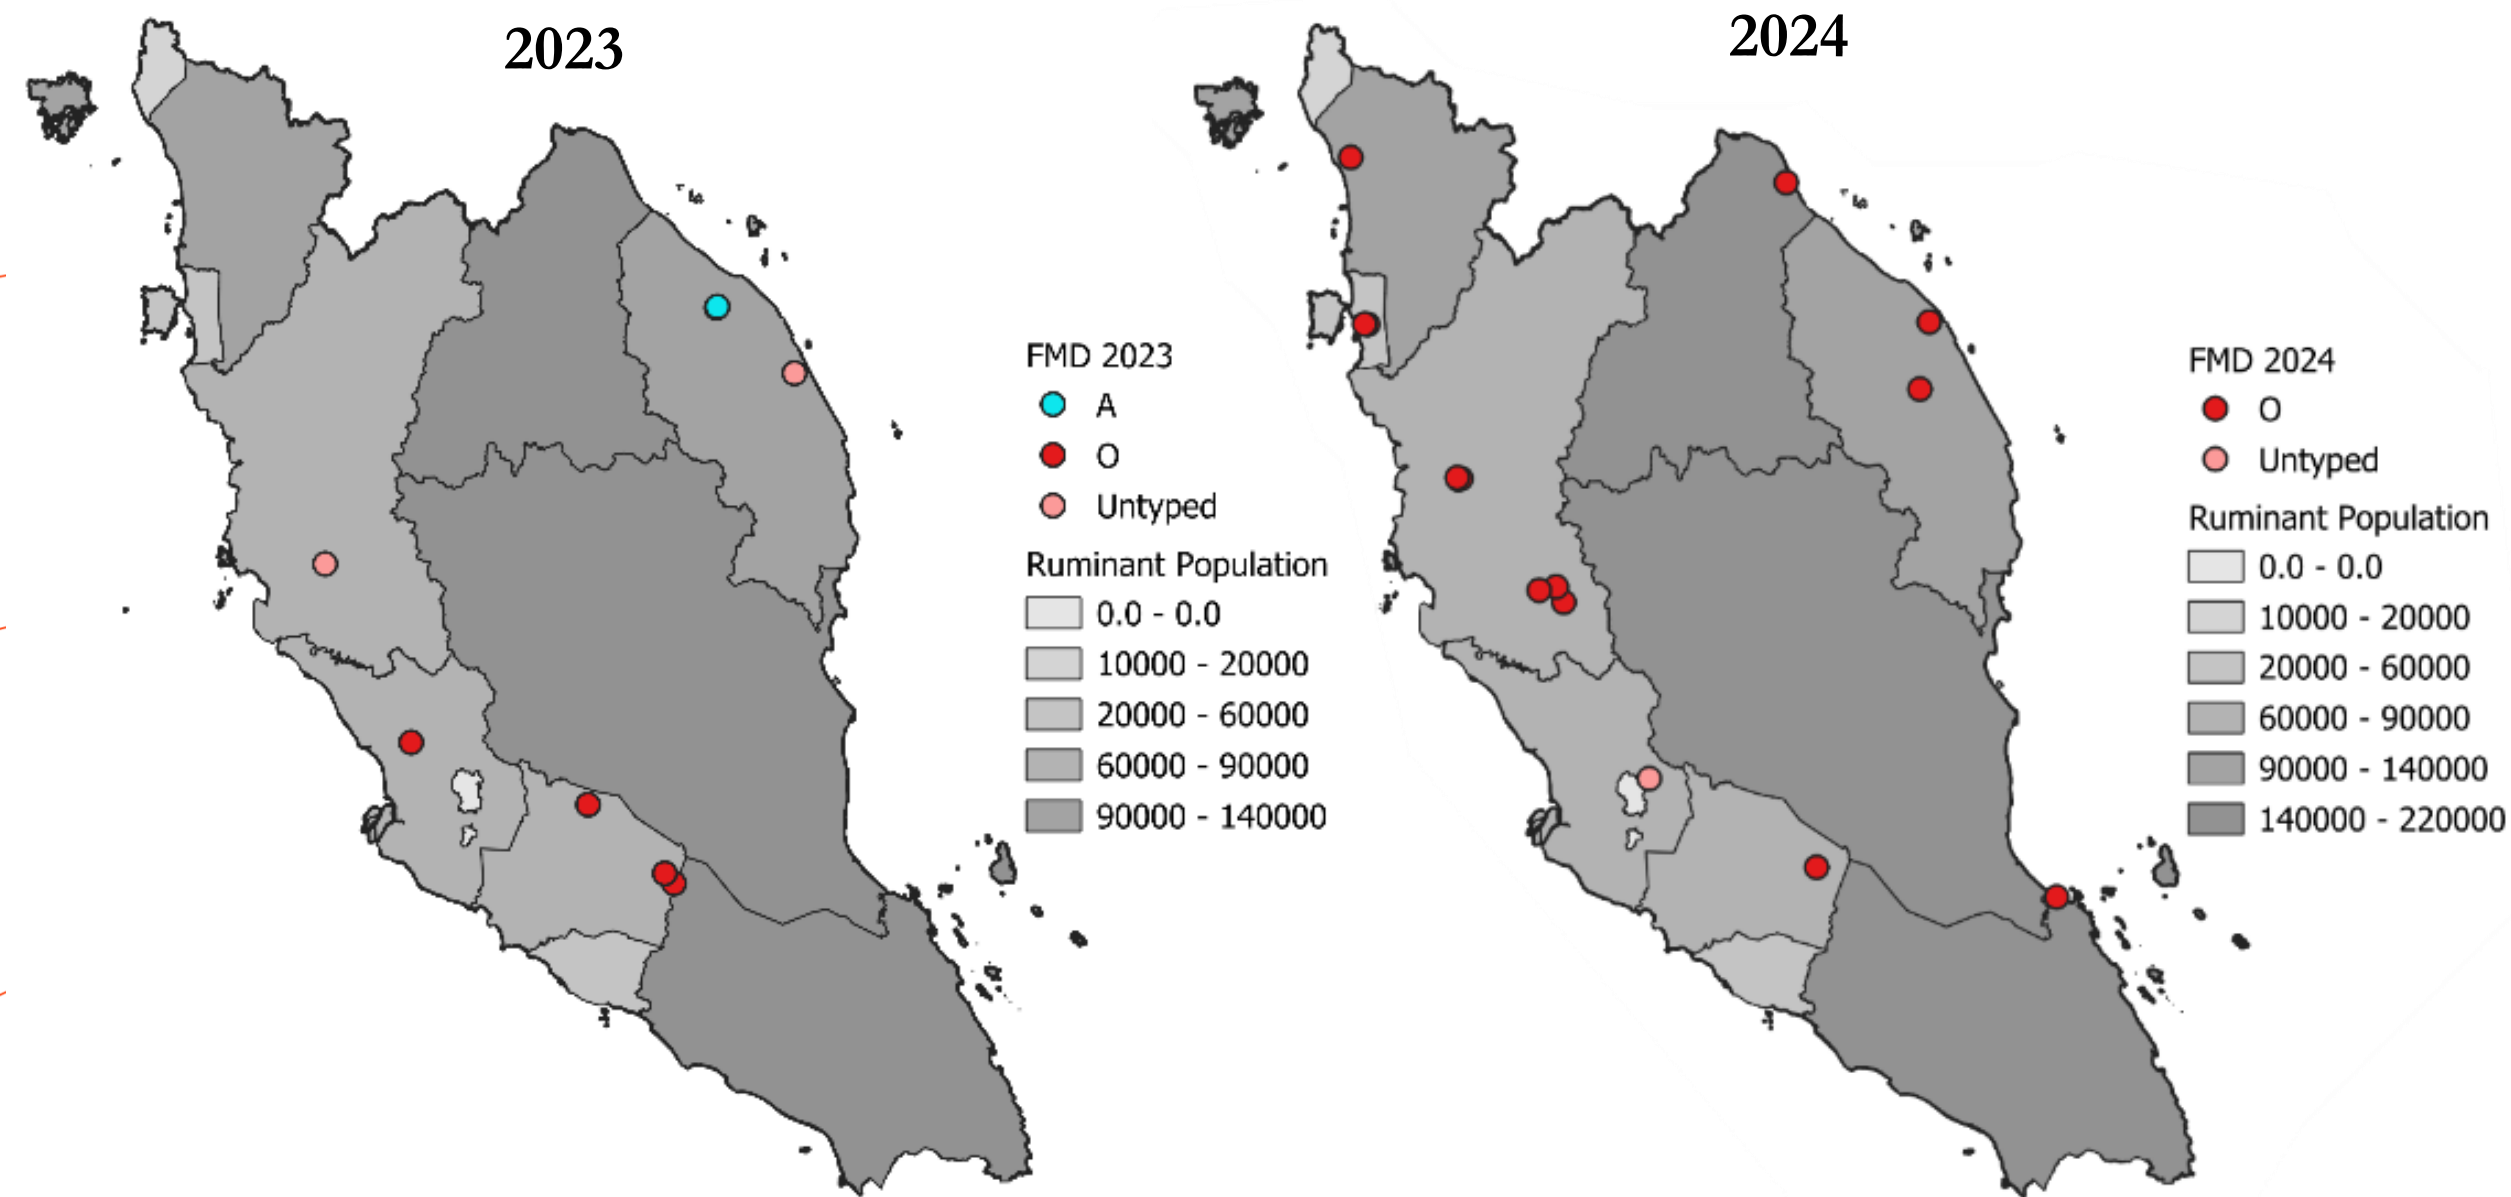 2023
2024
FMD 2023
A
O
Untyped
Ruminant Population
0.0 - 0.0
10000 - 20000
20000 - 60000
60000 - 90000
90000 - 140000
FMD 2024
O
Untyped
Ruminant Population
0.0 - 0.0
10000 - 20000
20000 - 60000
60000 - 90000
90000 - 140000
140000 - 220000